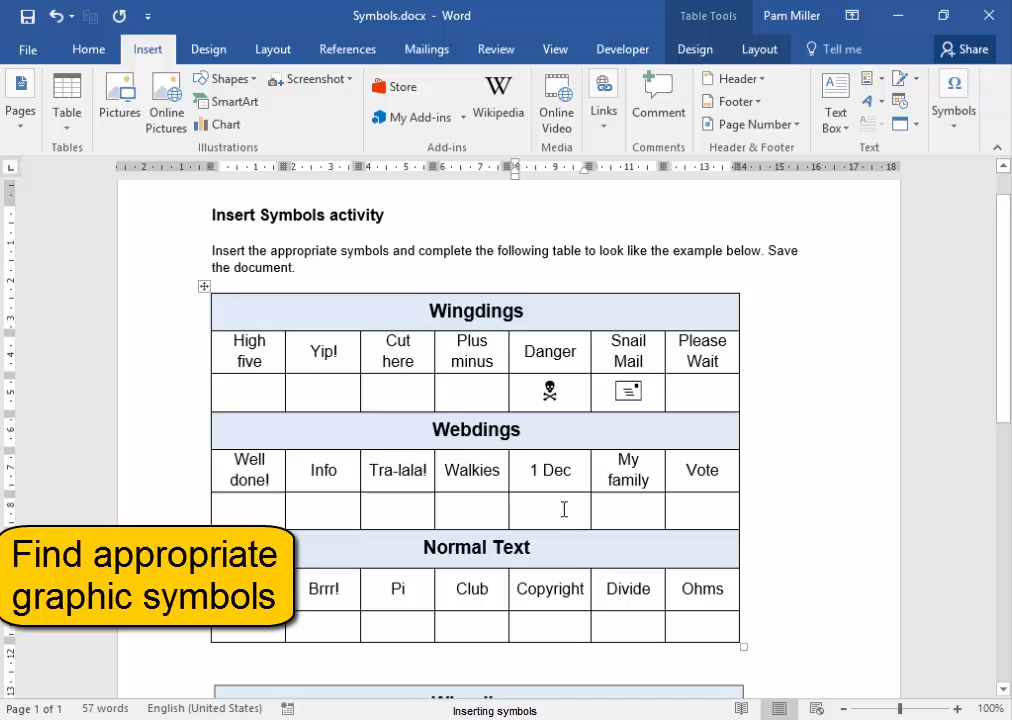 Symbols.docx - Word
Table Tools
Pam Miller
File
Home
Insert
Design
Layout
References
Mailings
Review
View
Developer
Design
Layout
Tell me
Share
Pages
Table
Tables
Pictures
Online
Pictures
Shapes
SmartArt
Chart
Screenshot
Illustrations
Store
My Add-ins
Wikipedia
Add-ins
Online
Video
Media
Links
Comment
Comments
Header
Footer
Page Number
Header & Footer
Text
Box
Text
Symbols
Insert Symbols activity
Insert the appropriate symbols and complete the following table to look like the example below. Save
the document.
Wingdings
High
five
Yip!
Cut
here
Plus
minus
Danger
Snail
Mail
Please
Wait
Webdings
Well
done!
Info
Tra-lala!
Walkies
1 Dec
My
family
Vote
Normal Text
Brrr!
Pi
Club
Copyright
Divide
Ohms
Find appropriate
graphic symbols
Page 1 of 1
57 words
English (United States)
Inserting symbols
100%